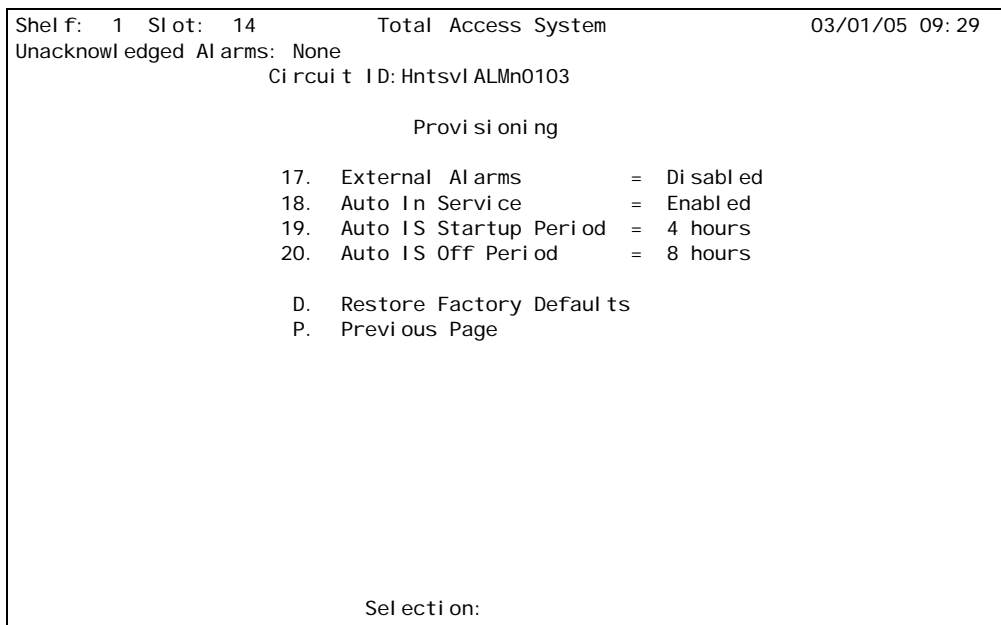 Shelf: 1 Slot: 14 Total Access System 03/01/05 09:29
Unacknowledged Alarms: None
Circuit ID:HntsvlALMn0103
Provisioning
17. External Alarms = Disabled
18. Auto In Service = Enabled
19. Auto IS Startup Period = 4 hours
20. Auto IS Off Period = 8 hours
D. Restore Factory Defaults
P. Previous Page
Selection: